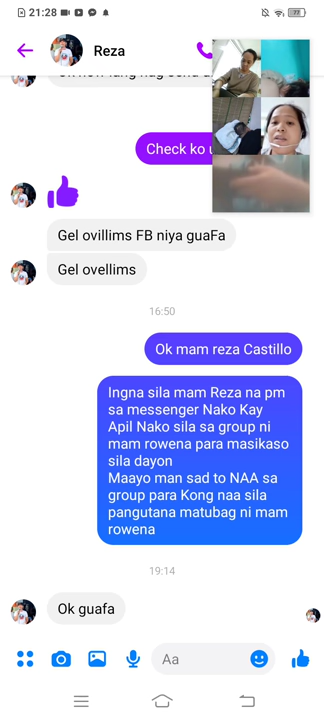 21:28
77
Reza
Check ko u
Gel ovillims FB niya guaFa
Gel ovellims
16:50
Ok mam reza Castillo
Ingna sila mam Reza na pm
sa messenger Nako Kay
Apil Nako sila sa group ni
mam rowena para masikaso
sila dayon
Maayo man sad to NAA sa
group para Kong naa sila
pangutana matubag ni mam
rowena
19:14
Ok guafa
Aa